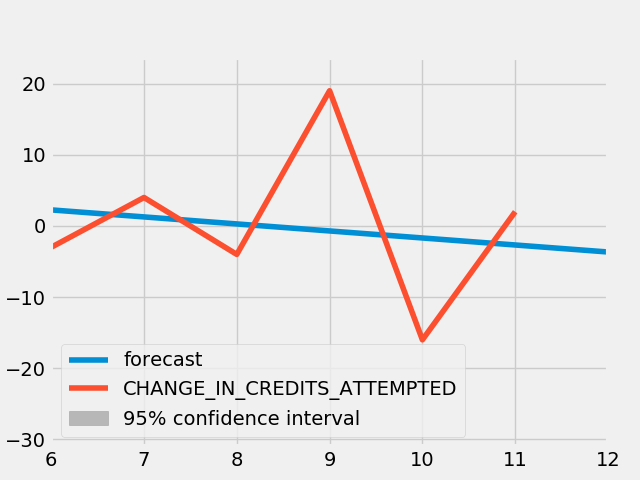 20
10
0
−10
−20
−30
forecast
CHANGE_IN_CREDITS_ATTEMPTED
95% confidence interval
6 7 8 9 10 11 12